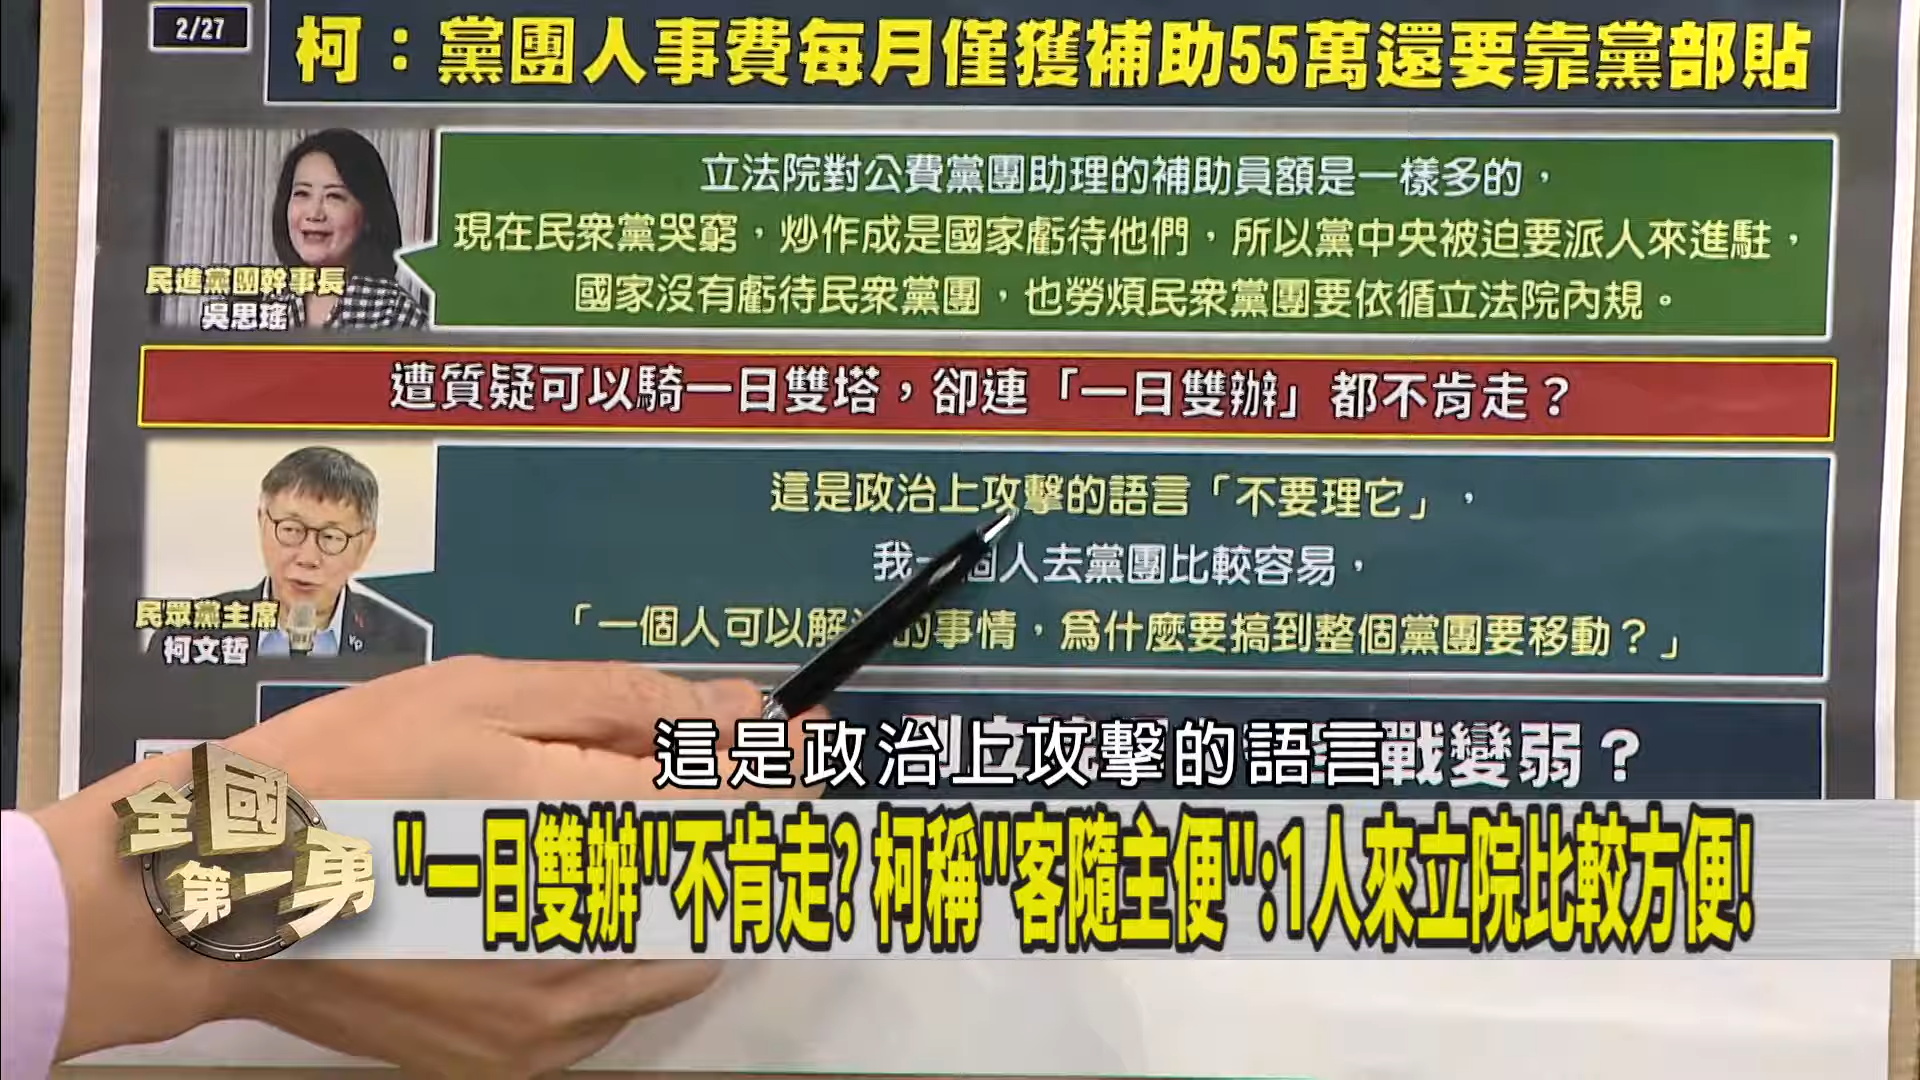 2/27
柯：黨團人事費每月僅獲補助55萬還要靠黨部貼
立法院對公費黨團助理的補助員額是一樣多的，
現在民眾黨哭窮，炒作成是國家虧待他們，所以黨中央被迫要派人來進駐，
國家沒有虧待民眾黨團，也勞煩民眾黨團要依循立法院內規。
民進黨團幹事長
吳思瑤
遭質疑可以騎一日雙塔，卻連「一日雙辦」都不肯走？
這是政治上攻擊的語言「不要理它」，
我一個人去黨團比較容易，
「一個人可以解決的事情，為什麼要搞到整個黨團要移動？」
民眾黨主席
柯文哲
戰變弱？
這是政治上攻擊的語言
全國第一勇
"一日雙辦"不肯走？柯稱"客隨主便"：1人來立院比較方便！